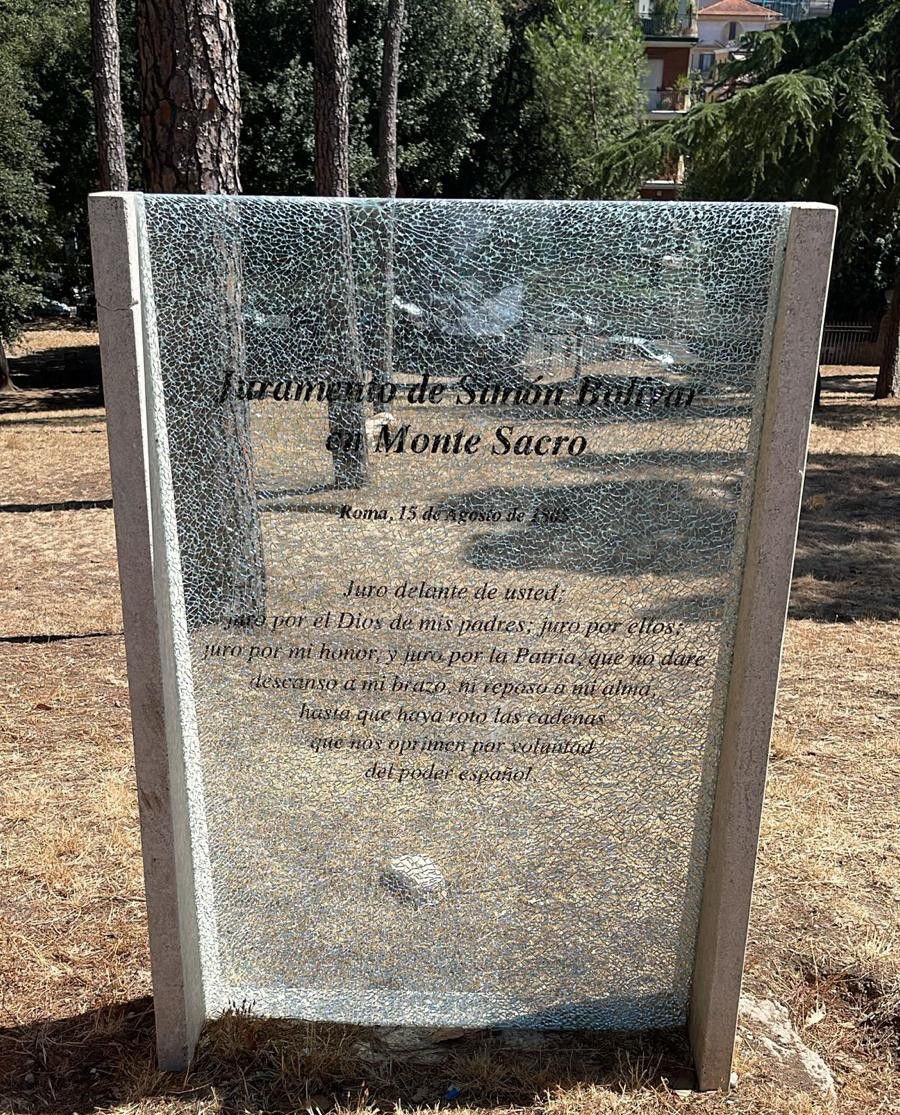 Juramento de Simón Bolívar
en Monte Sacro
Roma, 15 de Agosto de 1805
Juro delante de usted;
juro por el Dios de mis padres; juro por ellos;
juro por mi honor, y juro por la Patria, que no daré
descanso a mi brazo, ni reposo a mi alma,
hasta que haya roto las cadenas
que nos oprimen por voluntad
del poder español.